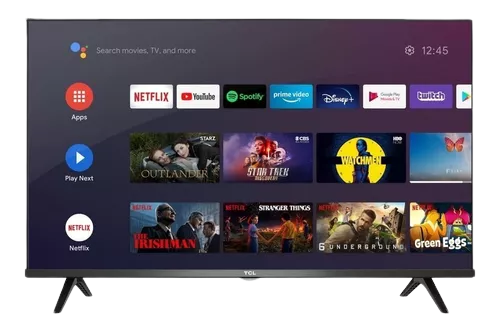 Search movies, TV, and more
12:45
Apps
NETFLIX
YouTube
Spotify
prime video
Disney+
Google Play
Movies & TV
twitch
Play Next
STARZ
OUTLANDER
CBS
STAR TREK
DISCOVERY
HBO
WATCHMEN
NETFLIX
Netflix
NETFLIX
THE
IRISHMAN
NETFLIX
STRANGER THINGS
NETFLIX
6 UNDERGROUND
NETFLIX
Green Eggs
TCL